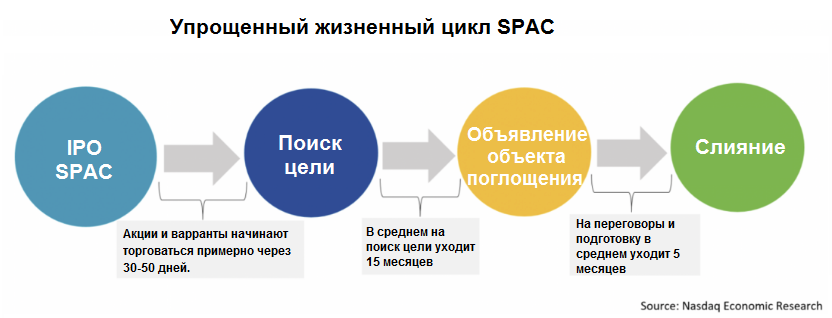 Упрощенный жизненный цикл SPAC
IPO
SPAC
Поиск
цели
Объявление
объекта
поглощения
Слияние
Акции и варранты начинают
торговаться примерно через
30-50 дней.
В среднем на
поиск цели уходит
15 месяцев
На переговоры и
подготовку в
среднем уходит 5
месяцев
Source: Nasdaq Economic Research